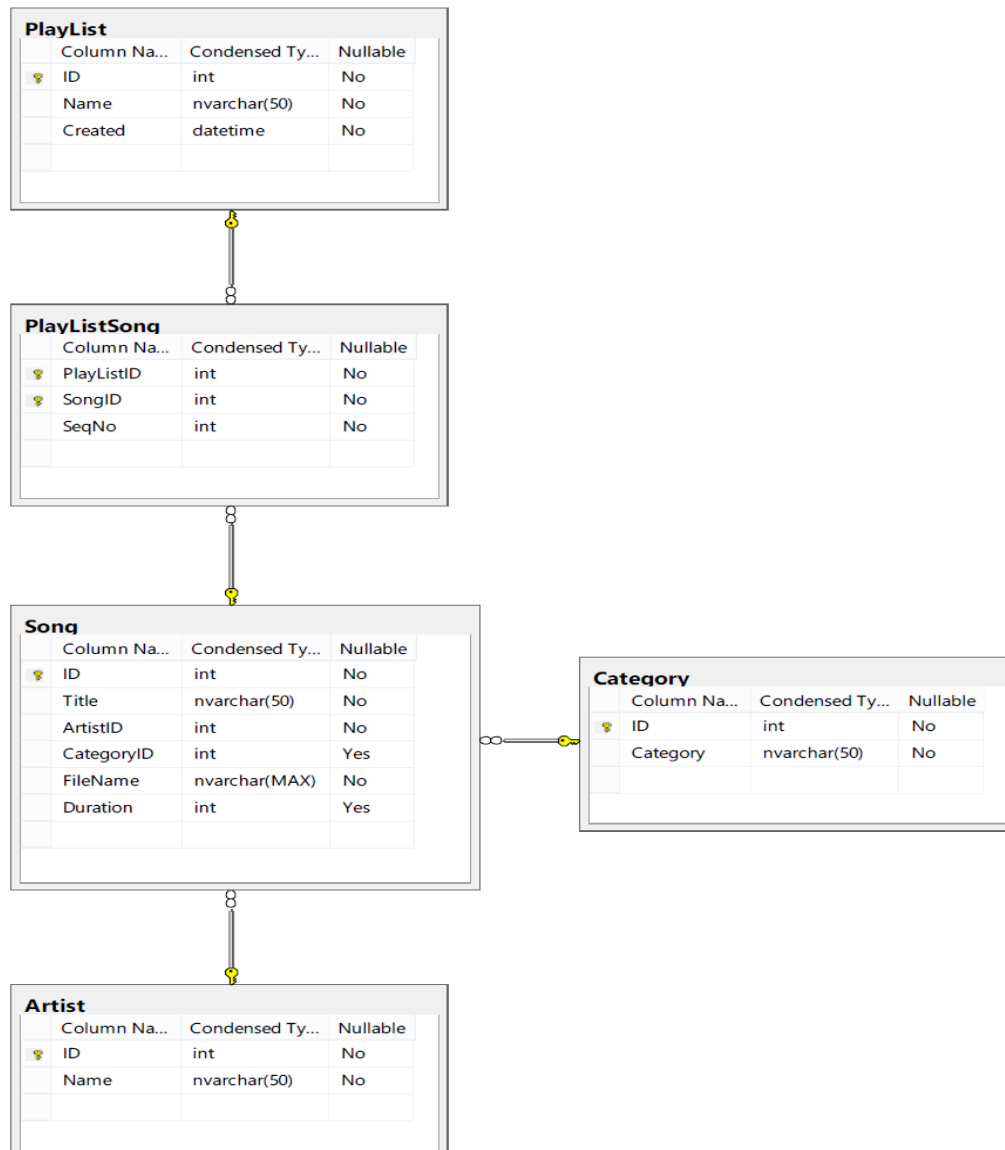 PlayList
Column Na... Condensed Ty... Nullable
ID int No
Name nvarchar(50) No
Created datetime No
PlayListSong
Column Na... Condensed Ty... Nullable
PlayListID int No
SongID int No
SeqNo int No
Song
Column Na... Condensed Ty... Nullable
ID int No
Title nvarchar(50) No
ArtistID int No
CategoryID int Yes
FileName nvarchar(MAX) No
Duration int Yes
Category
Column Na... Condensed Ty... Nullable
ID int No
Category nvarchar(50) No
Artist
Column Na... Condensed Ty... Nullable
ID int No
Name nvarchar(50) No